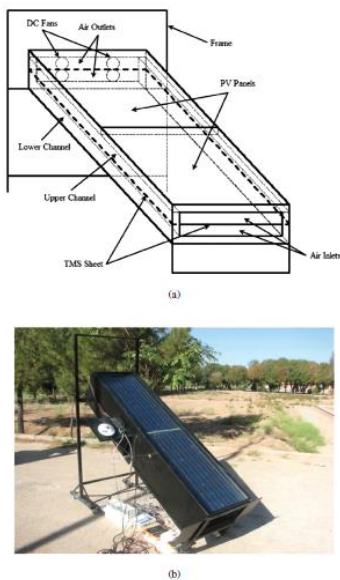 DC Fans
Air Outlets
Frame
PV Panels
Lower Channel
Upper Channel
TMS Sheet
Air Inlets
(a)
(b)